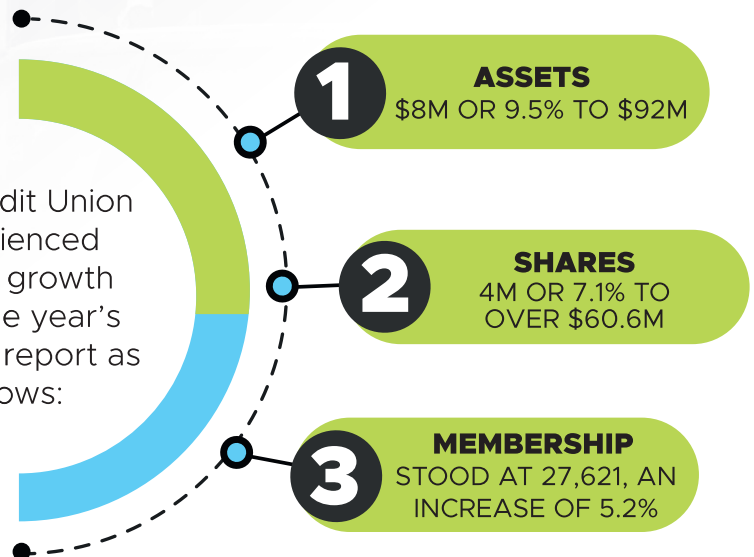 dit Union
ienced
growth
e year's
report as
ows:
1
ASSETS
$8M OR 9.5% TO $92M
2
SHARES
4M OR 7.1% TO
OVER $60.6M
3
MEMBERSHIP
STOOD AT 27,621, AN
INCREASE OF 5.2%